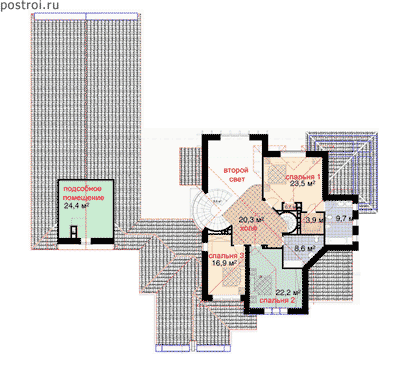 postroi.ru
второй
свет
спальня 1
23,5 м²
подсобное
помещение
24,4 м²
20,3 м²
холл
3,9 м²
9,7 м²
8,6 м²
спальня 3
16,9 м²
22,2 м²
спальня 2